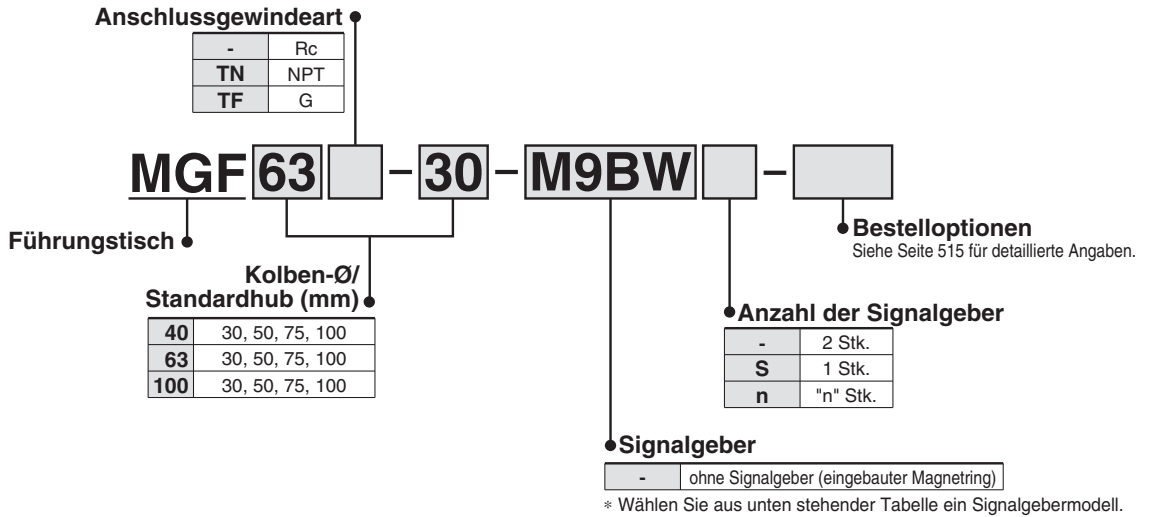 Anschlussgewindeart
- Rc
TN NPT
TF G
MGF 63 - 30 - M9BW -
Führungstisch
Bestelloptionen
Siehe Seite 515 für detaillierte Angaben.
Kolben-Ø/
Standardhub (mm)
40 30, 50, 75, 100
63 30, 50, 75, 100
100 30, 50, 75, 100
Anzahl der Signalgeber
- 2 Stk.
S 1 Stk.
n "n" Stk.
Signalgeber
- ohne Signalgeber (eingebauter Magnetring)
* Wählen Sie aus unten stehender Tabelle ein Signalgebermodell.